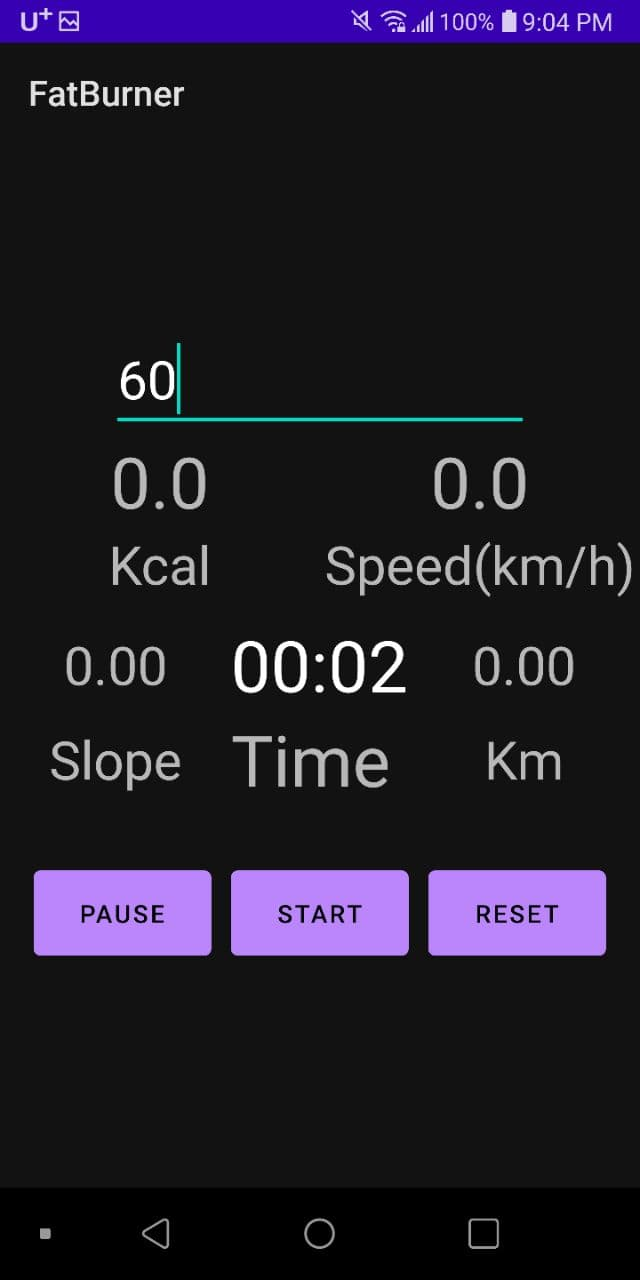 U+ 100% 9:04 PM
FatBurner
60
0.0 0.0
Kcal Speed(km/h)
0.00 00:02 0.00
Slope Time Km
PAUSE START RESET